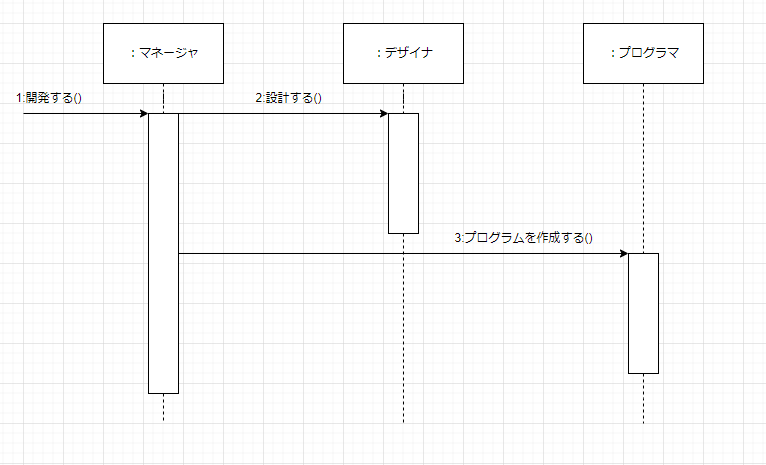 ：マネージャ
：デザイナ
：プログラマ
1:開発する()
2:設計する()
3:プログラムを作成する()